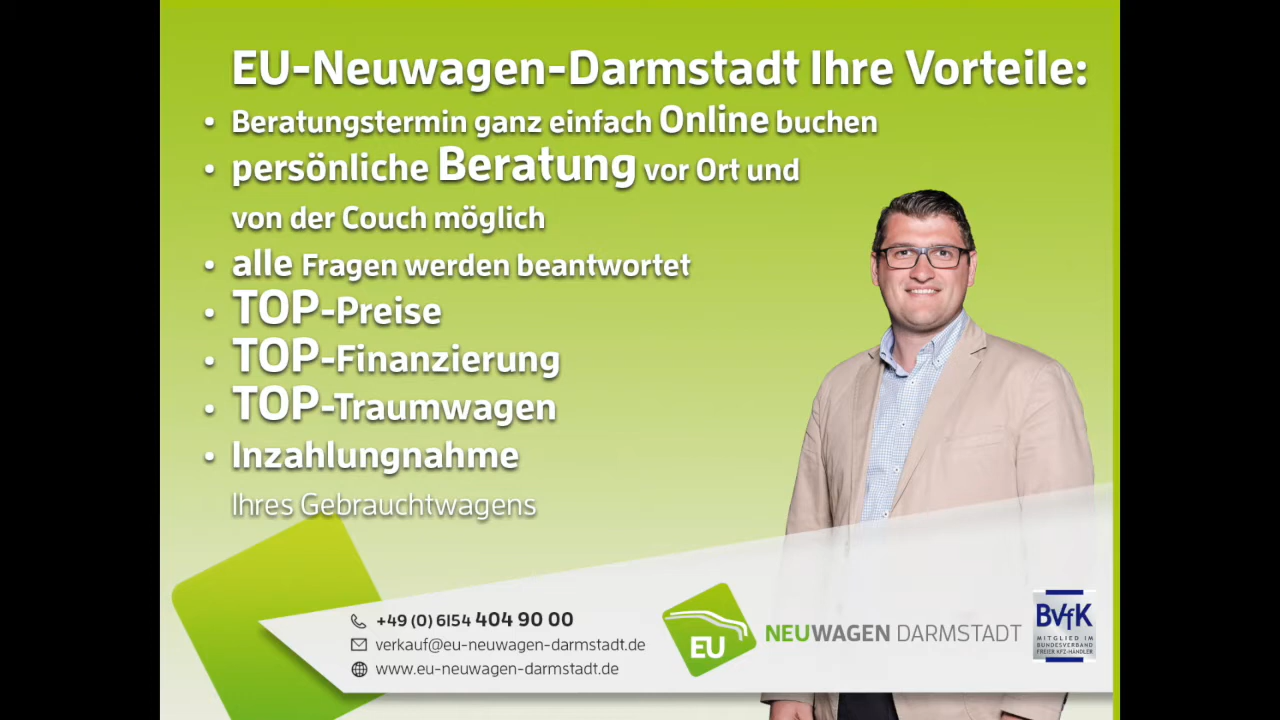 EU-Neuwagen-Darmstadt Ihre Vorteile:
• Beratungstermin ganz einfach Online buchen
• persönliche Beratung vor Ort und
von der Couch möglich
• alle Fragen werden beantwortet
• TOP-Preise
• TOP-Finanzierung
• TOP-Traumwagen
• Inzahlungnahme
Ihres Gebrauchtwagens
+49 (0) 6154 404 90 00
verkauf@eu-neuwagen-darmstadt.de
www.eu-neuwagen-darmstadt.de
EU
NEUWAGEN DARMSTADT
BVfK
MITGLIED IM
BUNDESVERBAND
FREIER KFZ-HÄNDLER